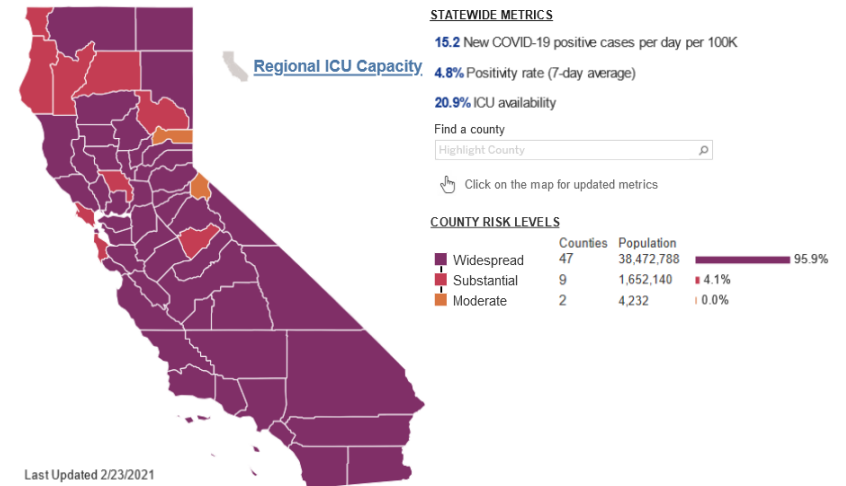 STATEWIDE METRICS
15.2 New COVID-19 positive cases per day per 100K
Regional ICU Capacity
4.8% Positivity rate (7-day average)
20.9% ICU availability
Find a county
Highlight County
Click on the map for updated metrics
COUNTY RISK LEVELS
Counties Population
Widespread 47 38,472,788 95.9%
Substantial 9 1,652,140 4.1%
Moderate 2 4,232 0.0%
Last Updated 2/23/2021